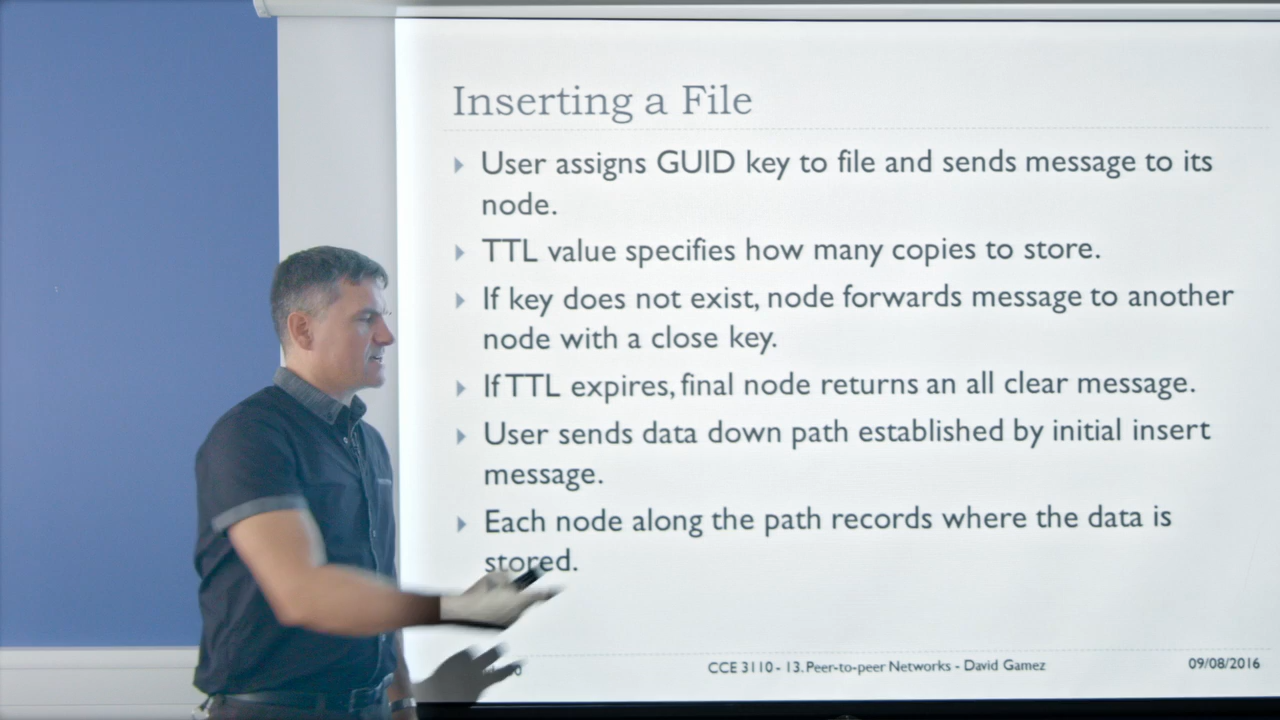 Inserting a File
User assigns GUID key to file and sends message to its
node.
TTL value specifies how many copies to store.
If key does not exist, node forwards message to another
node with a close key.
If TTL expires, final node returns an all clear message.
User sends data down path established by initial insert
message.
Each node along the path records where the data is
stored.
CCE 3110 - 13. Peer-to-peer Networks - David Gamez
09/08/2016